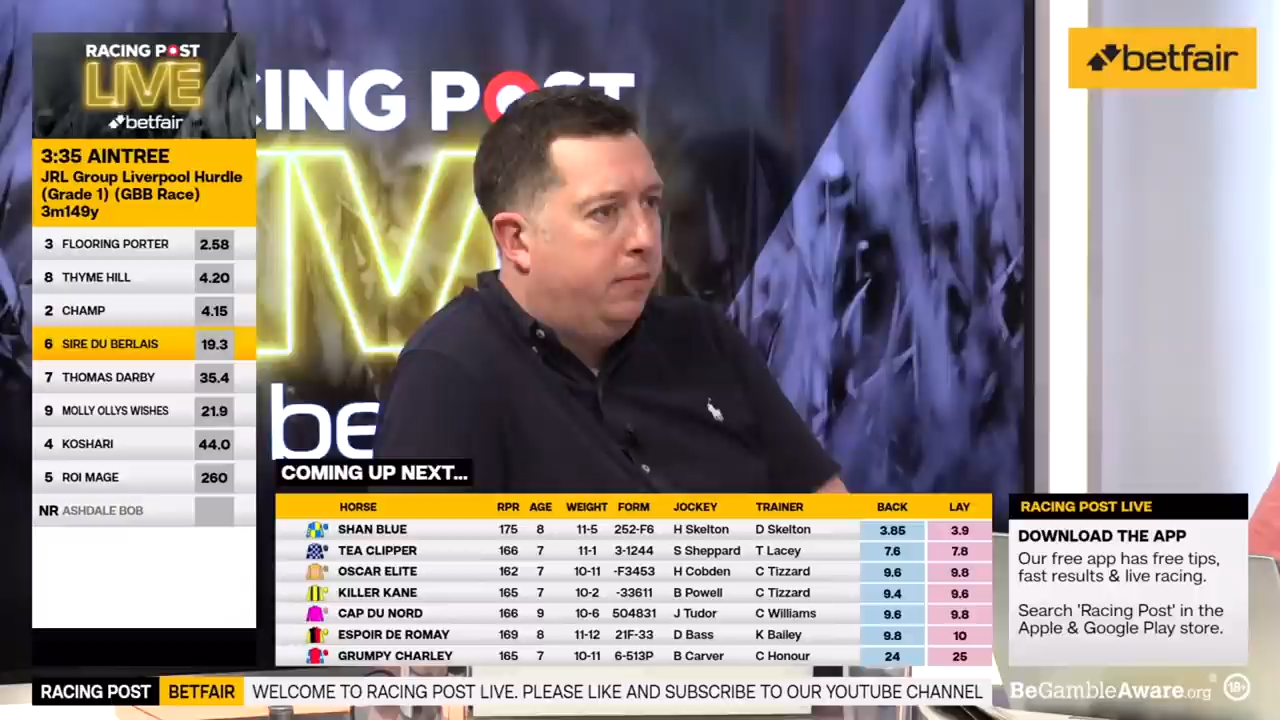 RACING POST
LIVE
betfair
3:35 AINTREE
JRL Group Liverpool Hurdle
(Grade 1) (GBB Race)
3m149y
3 FLOORING PORTER 2.58
8 THYME HILL 4.20
2 CHAMP 4.15
6 SIRE DU BERLAIS 19.3
7 THOMAS DARBY 35.4
9 MOLLY OLLYS WISHES 21.9
4 KOSHARI 44.0
5 ROI MAGE 260
NR ASHDALE BOB
CING POST
be
betfair
COMING UP NEXT...
HORSE RPR AGE WEIGHT FORM JOCKEY TRAINER BACK LAY
SHAN BLUE 175 8 11-5 252-F6 H Skelton D Skelton 3.85 3.9
TEA CLIPPER 166 7 11-1 3-1244 S Sheppard T Lacey 7.6 7.8
OSCAR ELITE 162 7 10-11 -F3453 H Cobden C Tizzard 9.6 9.8
KILLER KANE 165 7 10-2 -33611 B Powell C Tizzard 9.4 9.6
CAP DU NORD 166 9 10-6 504831 J Tudor C Williams 9.6 9.8
ESPOIR DE ROMAY 169 8 11-12 21F-33 D Bass K Bailey 9.8 10
GRUMPY CHARLEY 165 7 10-11 6-513P B Carver C Honour 24 25
RACING POST LIVE
DOWNLOAD THE APP
Our free app has free tips,
fast results & live racing.
Search 'Racing Post' in the
Apple & Google Play store.
RACING POST BETFAIR WELCOME TO RACING POST LIVE. PLEASE LIKE AND SUBSCRIBE TO OUR YOUTUBE CHANNEL
BeGambleAware.org 18+